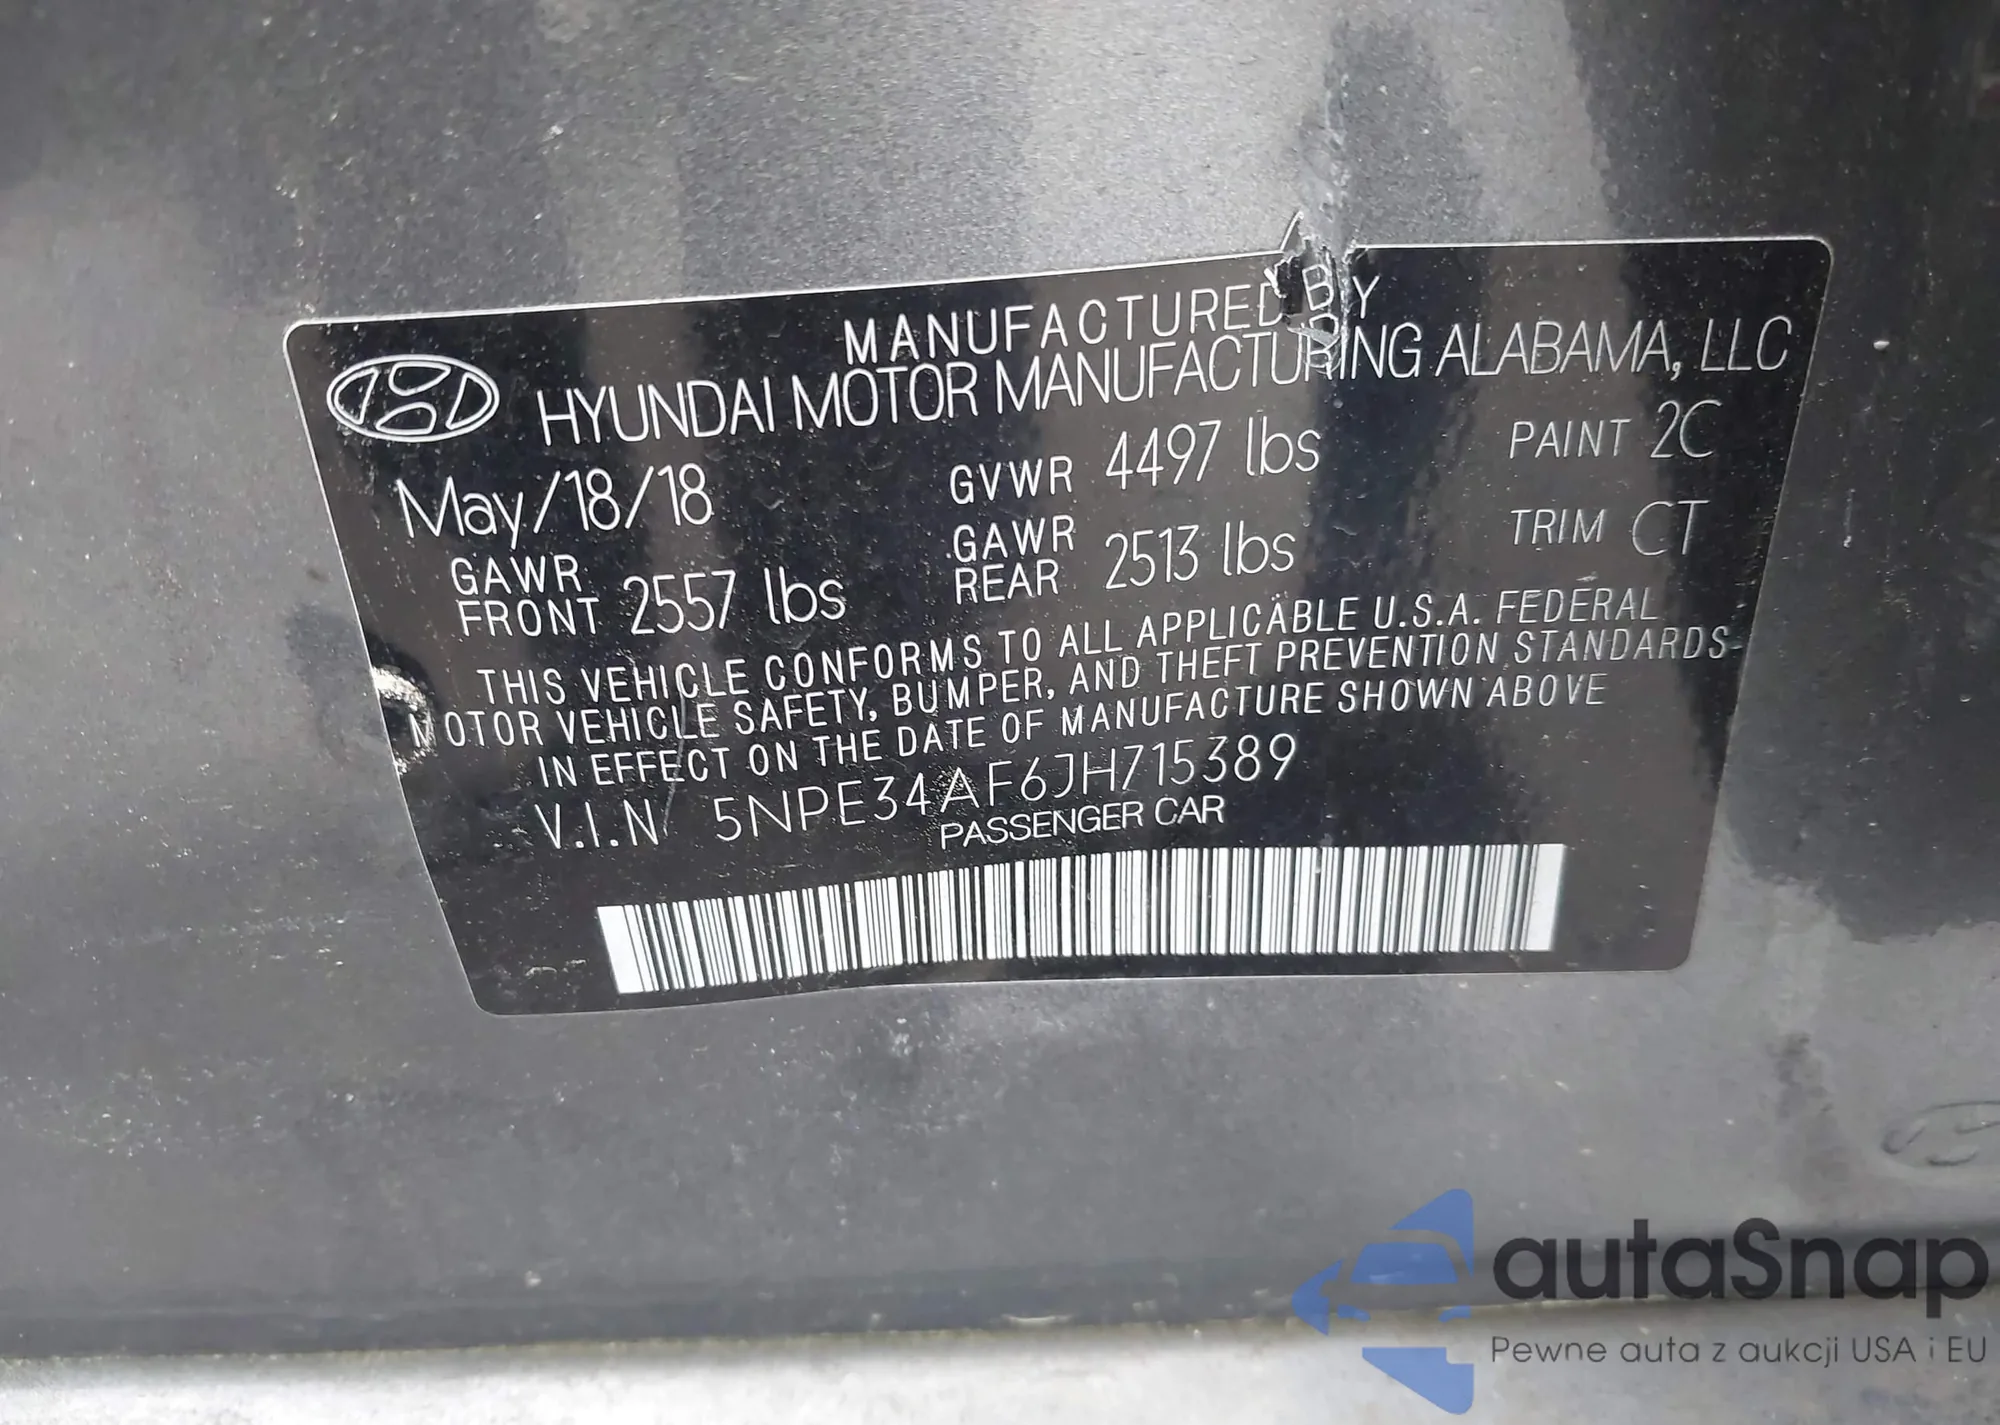 MANUFACTURED BY
HYUNDAI MOTOR MANUFACTURING ALABAMA, LLC
May/18/18 GVWR 4497 lbs PAINT 2C
GAWR FRONT 2557 lbs GAWR REAR 2513 lbs TRIM CT
THIS VEHICLE CONFORMS TO ALL APPLICABLE U.S.A. FEDERAL
MOTOR VEHICLE SAFETY, BUMPER, AND THEFT PREVENTION STANDARDS
IN EFFECT ON THE DATE OF MANUFACTURE SHOWN ABOVE
V.I.N 5NPE34AF6JH715389
PASSENGER CAR
autaSnap
Pewne auta z aukcji USA i EU